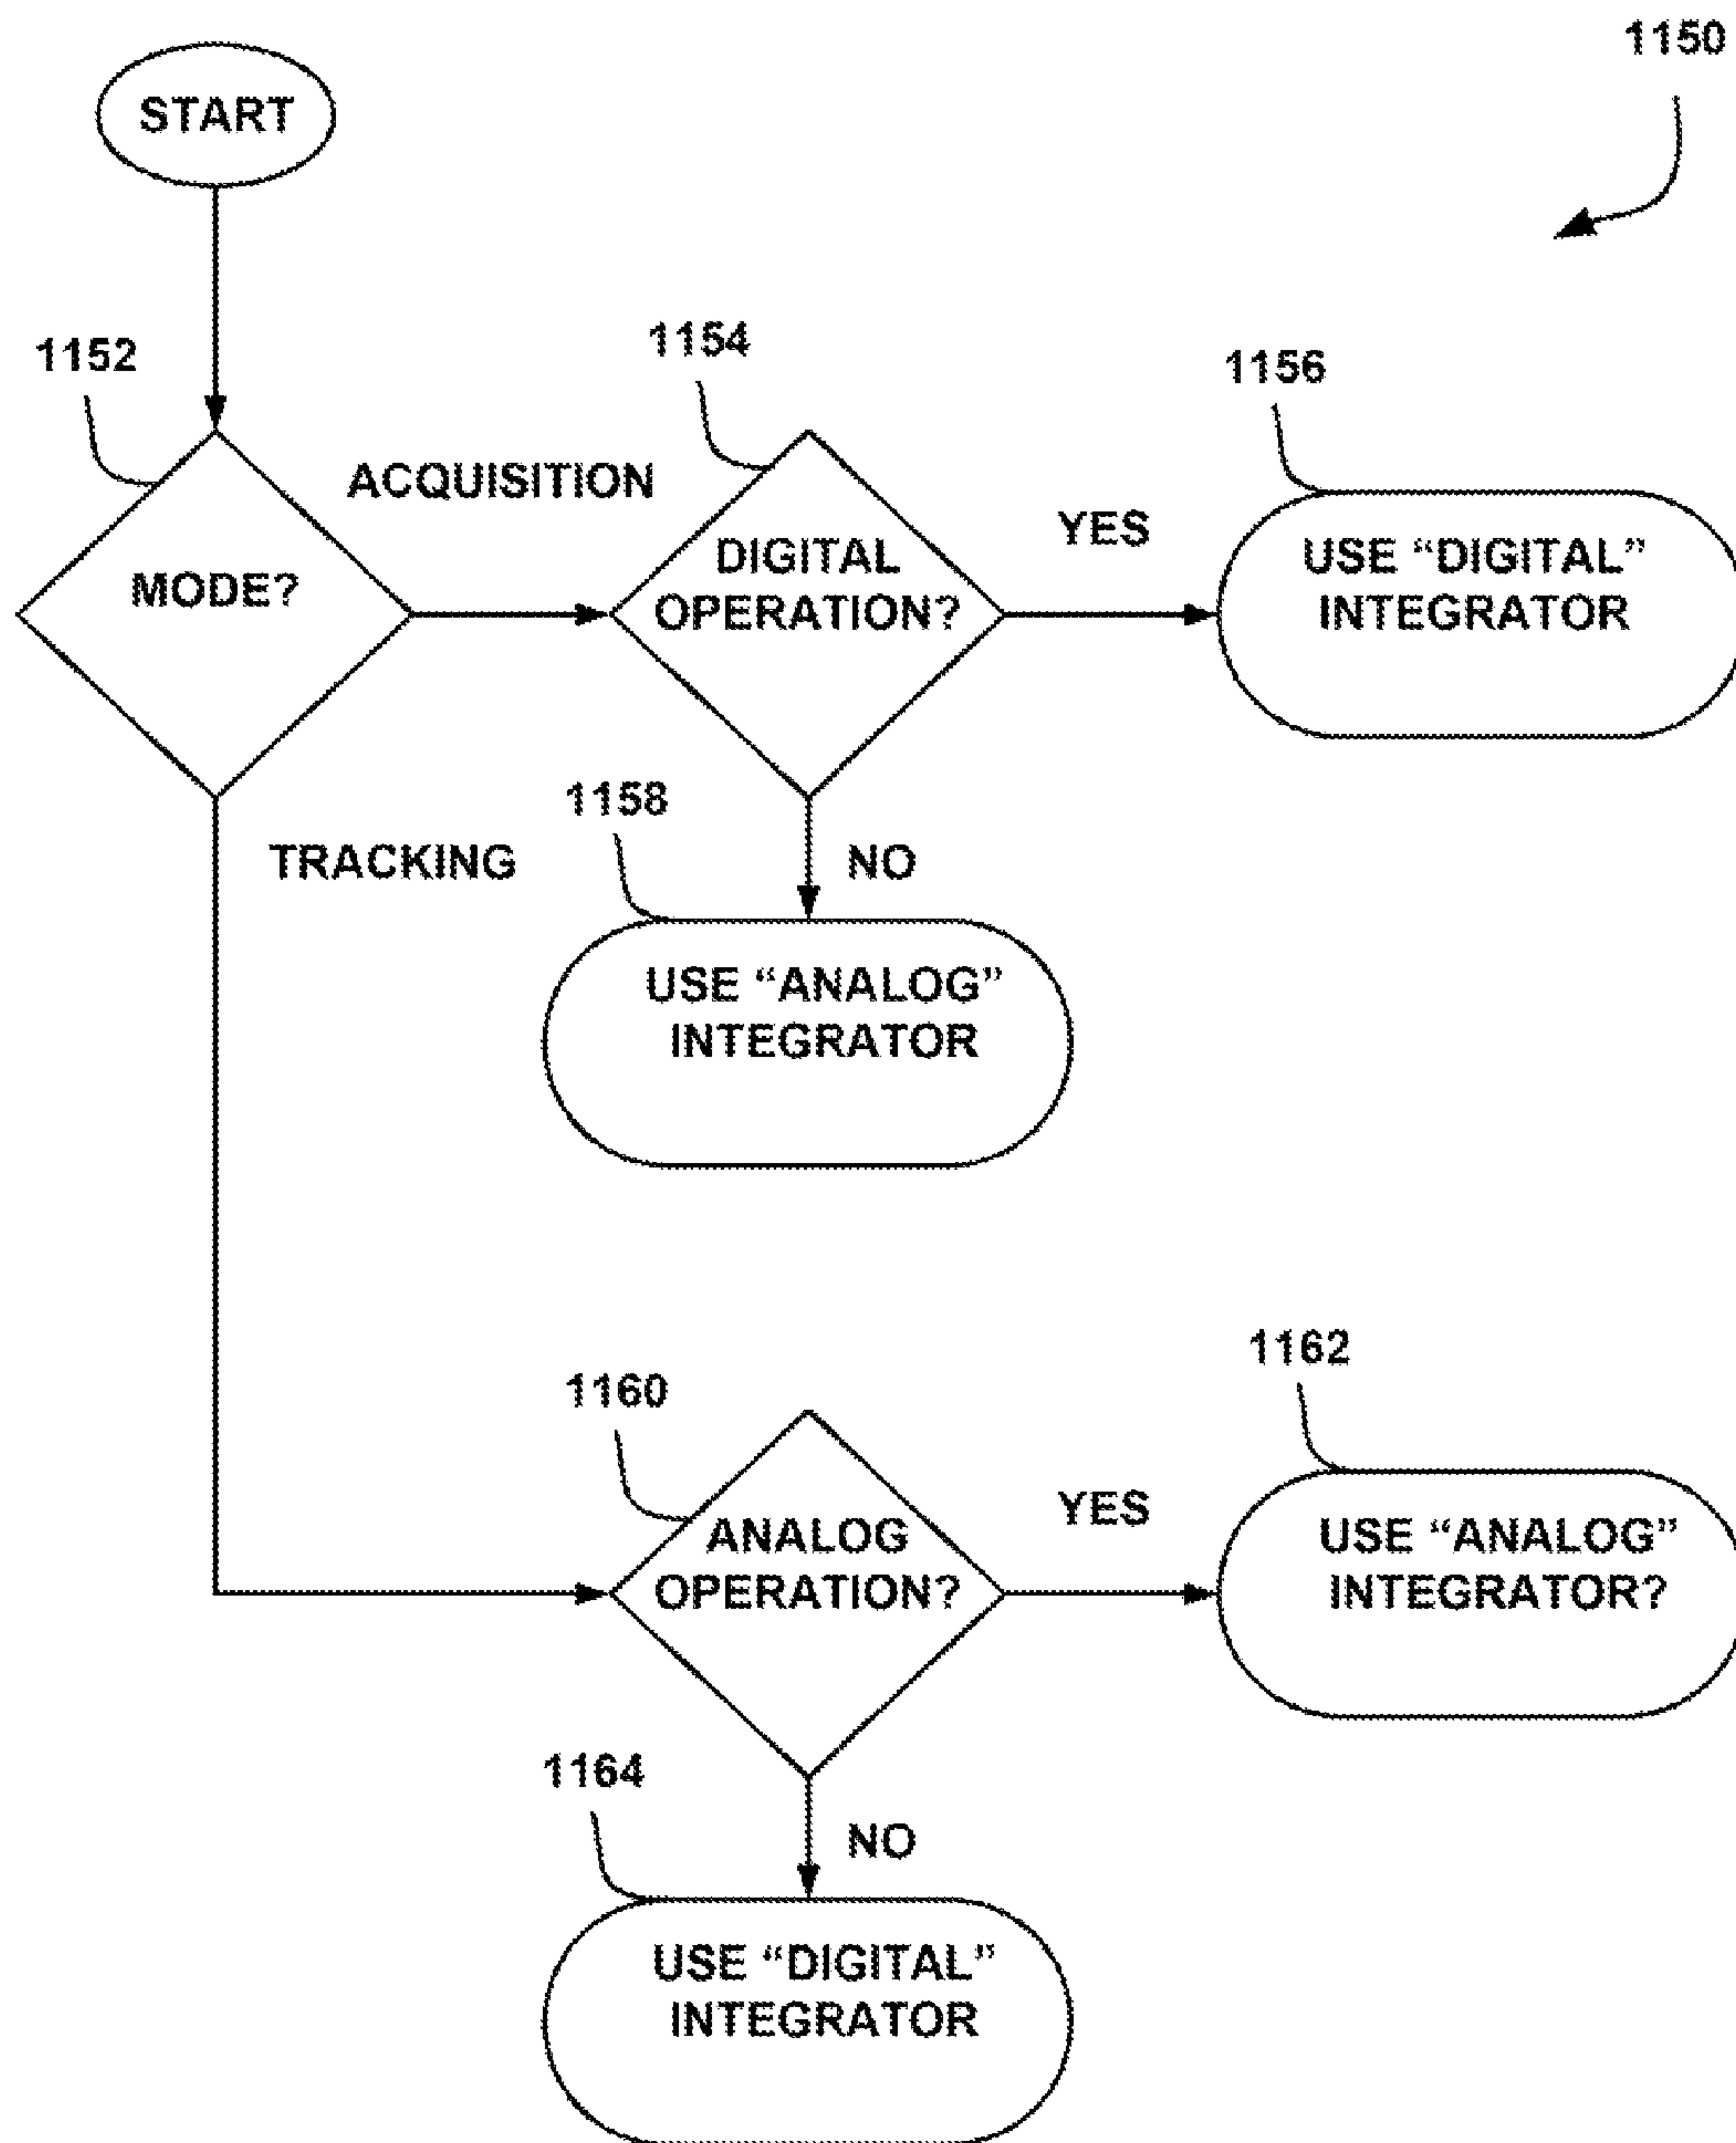 1150
START
1152
1154
1156
ACQUISITION
YES
MODE?
DIGITAL
OPERATION?
USE “DIGITAL”
INTEGRATOR
1158
TRACKING
NO
USE “ANALOG”
INTEGRATOR
1160
1162
YES
ANALOG
OPERATION?
USE “ANALOG”
INTEGRATOR?
1164
NO
USE “DIGITAL”
INTEGRATOR